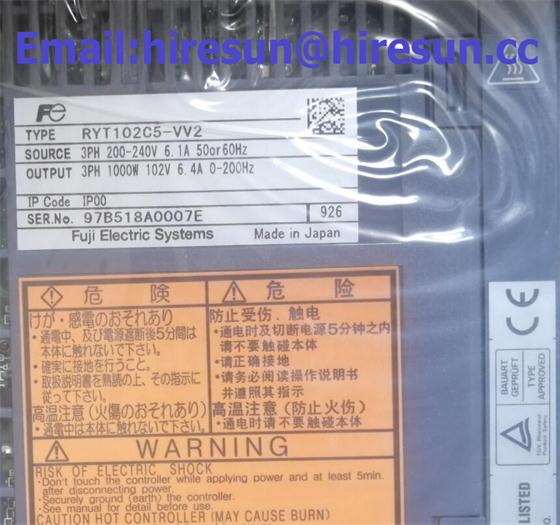 Email:hiresun@hiresun.cc
Fe
TYPE RYT102C5-VV2
SOURCE 3PH 200-240V 6.1A 50or60Hz
OUTPUT 3PH 1000W 102V 6.4A 0-200Hz
IP Code IP00
SER.No. 97B518A0007E 926
Fuji Electric Systems Made in Japan
危 険
けが・感電のおそれあり
・通電中、及び電源遮断後5分間は
本体に触れないで下さい。
・確実に接地を行うこと。
・取扱説明書を熟読の上、その指示に
従って下さい。
高温注意(火傷のおそれあり)
・通電中は本体に触れないで下さい。
危 险
防止受伤、触电
・通电时及切断电源5分钟之内
请不要触碰本体
・请正确接地
・请务必阅读操作说明书
并遵照其指示
高温注意(防止火伤)
・通电时请不要触碰本体
WARNING
RISK OF ELECTRIC SHOCK
・Don't touch the controller while applying power and at least 5min.
after disconnecting power.
・Securely ground (earth) the controller.
・See manual for detail before use.
CAUTION HOT CONTROLLER (MAY CAUSE BURN)
CE
BAUART
GEPRÜFT
TYPE
APPROVED
TÜV Rheinland
Product Safety
LISTED